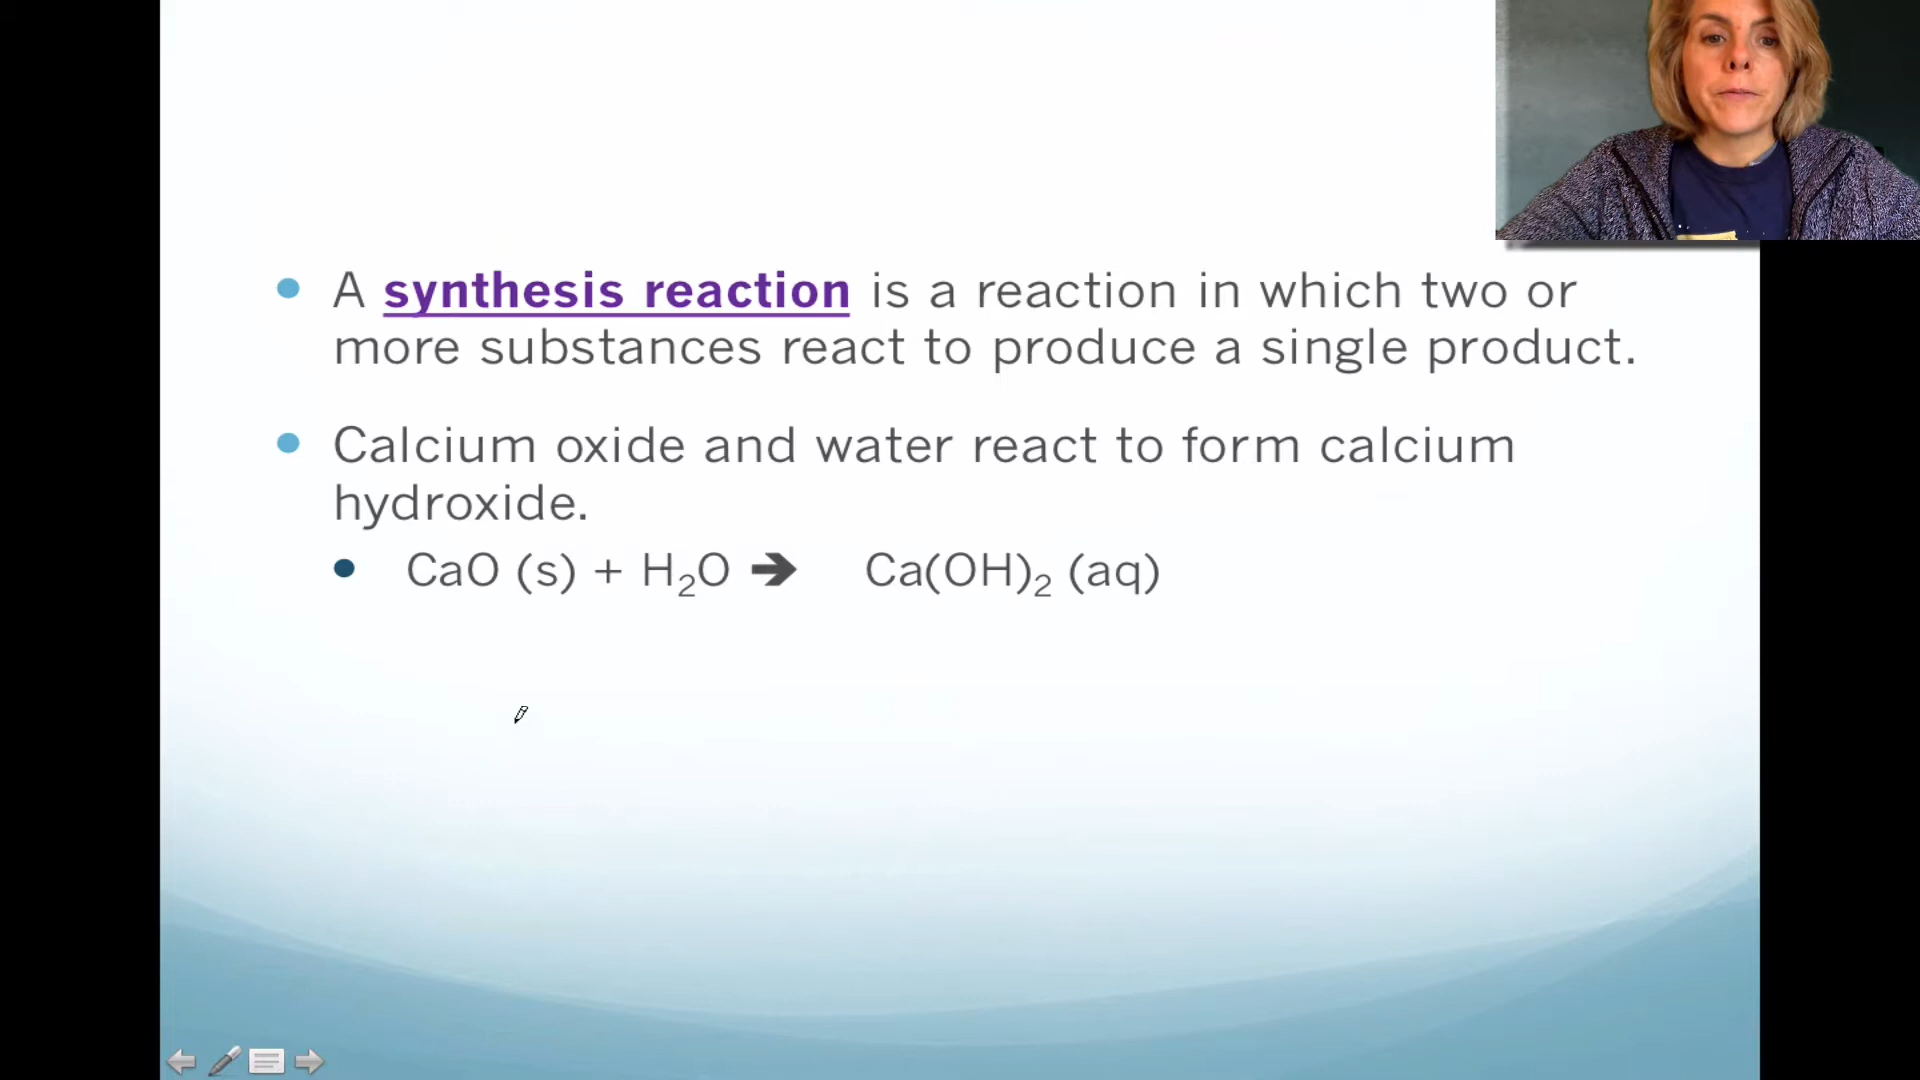 A synthesis reaction is a reaction in which two or
more substances react to produce a single product.
Calcium oxide and water react to form calcium
hydroxide.
CaO (s) + H₂O ➔ Ca(OH)₂ (aq)